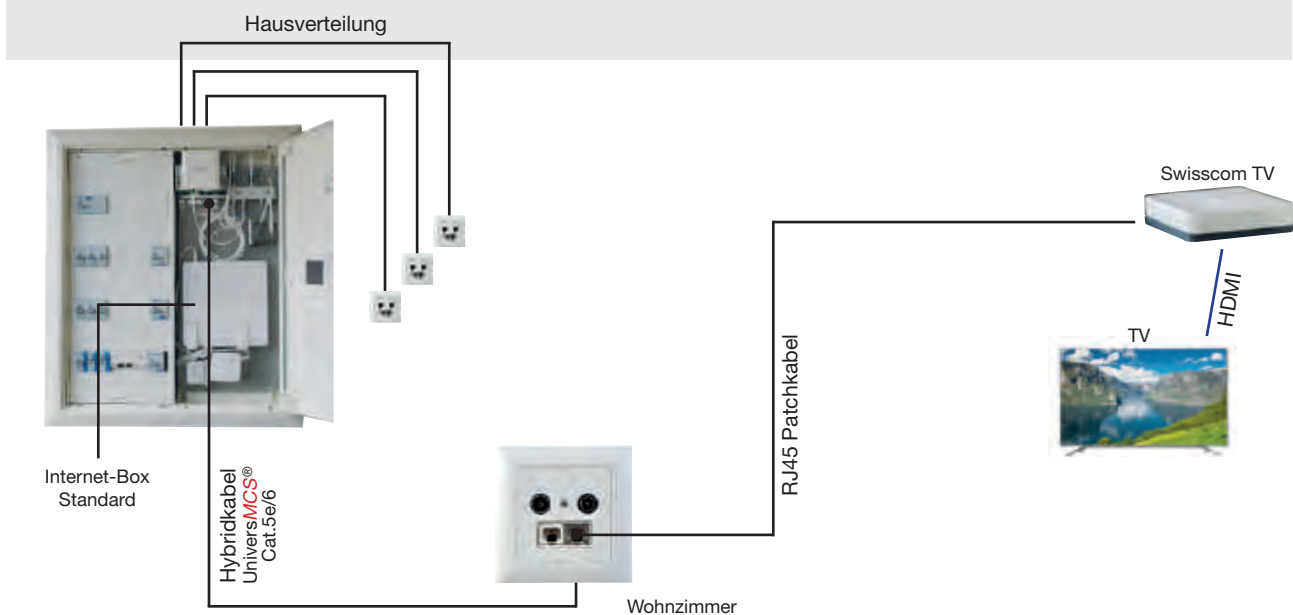 Hausverteilung
Swisscom TV
HDMI
TV
RJ45 Patchkabel
Internet-Box
Standard
Hybridkabel
UniversMCS®
Cat.5e/6
Wohnzimmer